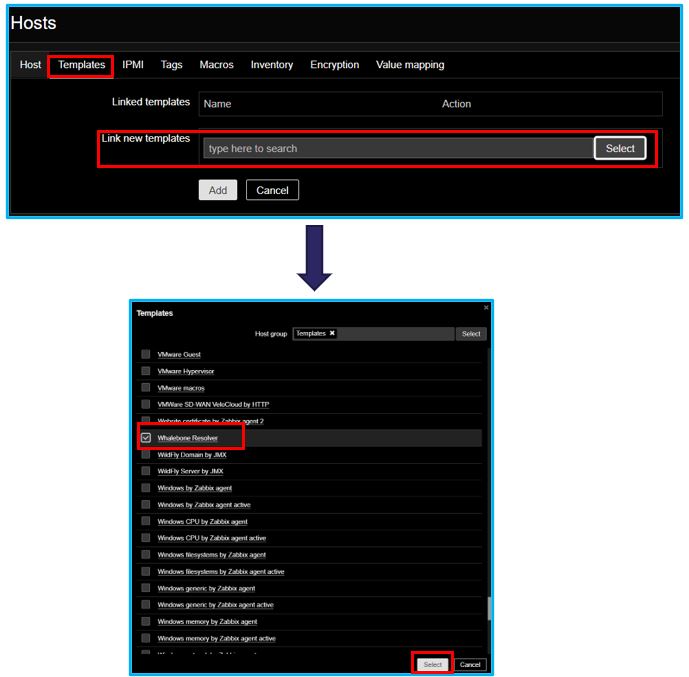 Hosts
Host Templates IPMI Tags Macros Inventory Encryption Value mapping
Linked templates Name Action
Link new templates type here to search Select
Add Cancel
Templates
Host group Templates Select
VMware Guest
VMware Hypervisor
VMware macros
VMWare SD-WAN VeloCloud by HTTP
Website certificate by Zabbix agent 2
Whalebone Resolver
WildFly Domain by JMX
WildFly Server by JMX
Windows by Zabbix agent
Windows by Zabbix agent active
Windows CPU by Zabbix agent
Windows CPU by Zabbix agent active
Windows filesystems by Zabbix agent
Windows filesystems by Zabbix agent active
Windows generic by Zabbix agent
Windows generic by Zabbix agent active
Windows memory by Zabbix agent
Windows memory by Zabbix agent active
Select Cancel